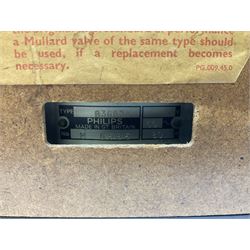 a Mullard valve of the same type should
be used, if a replacement becomes
necessary.
PG.009.45.0
TYPE
PHILIPS
MADE IN GT. BRITAIN